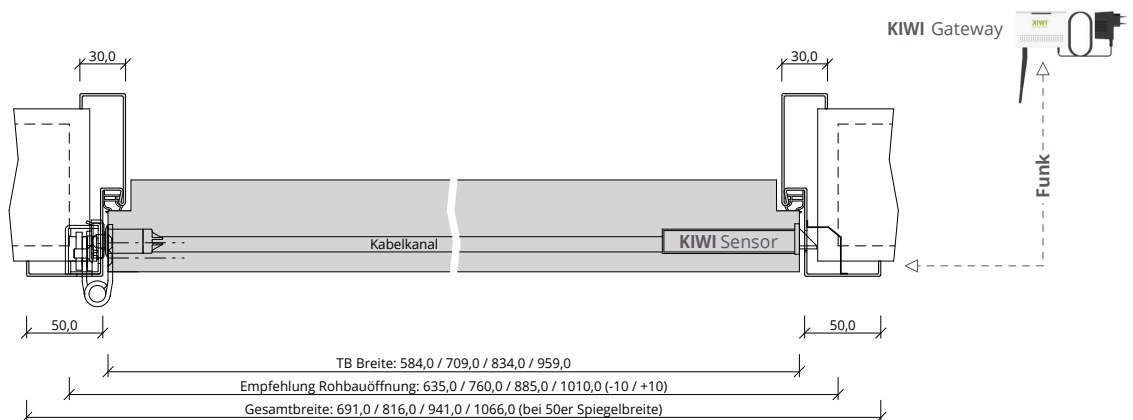 KIWI Gateway
KIWI
30,0
30,0
Funk
Kabelkanal
KIWI Sensor
50,0
50,0
TB Breite: 584,0 / 709,0 / 834,0 / 959,0
Empfehlung Rohbauöffnung: 635,0 / 760,0 / 885,0 / 1010,0 (-10 / +10)
Gesamtbreite: 691,0 / 816,0 / 941,0 / 1066,0 (bei 50er Spiegelbreite)